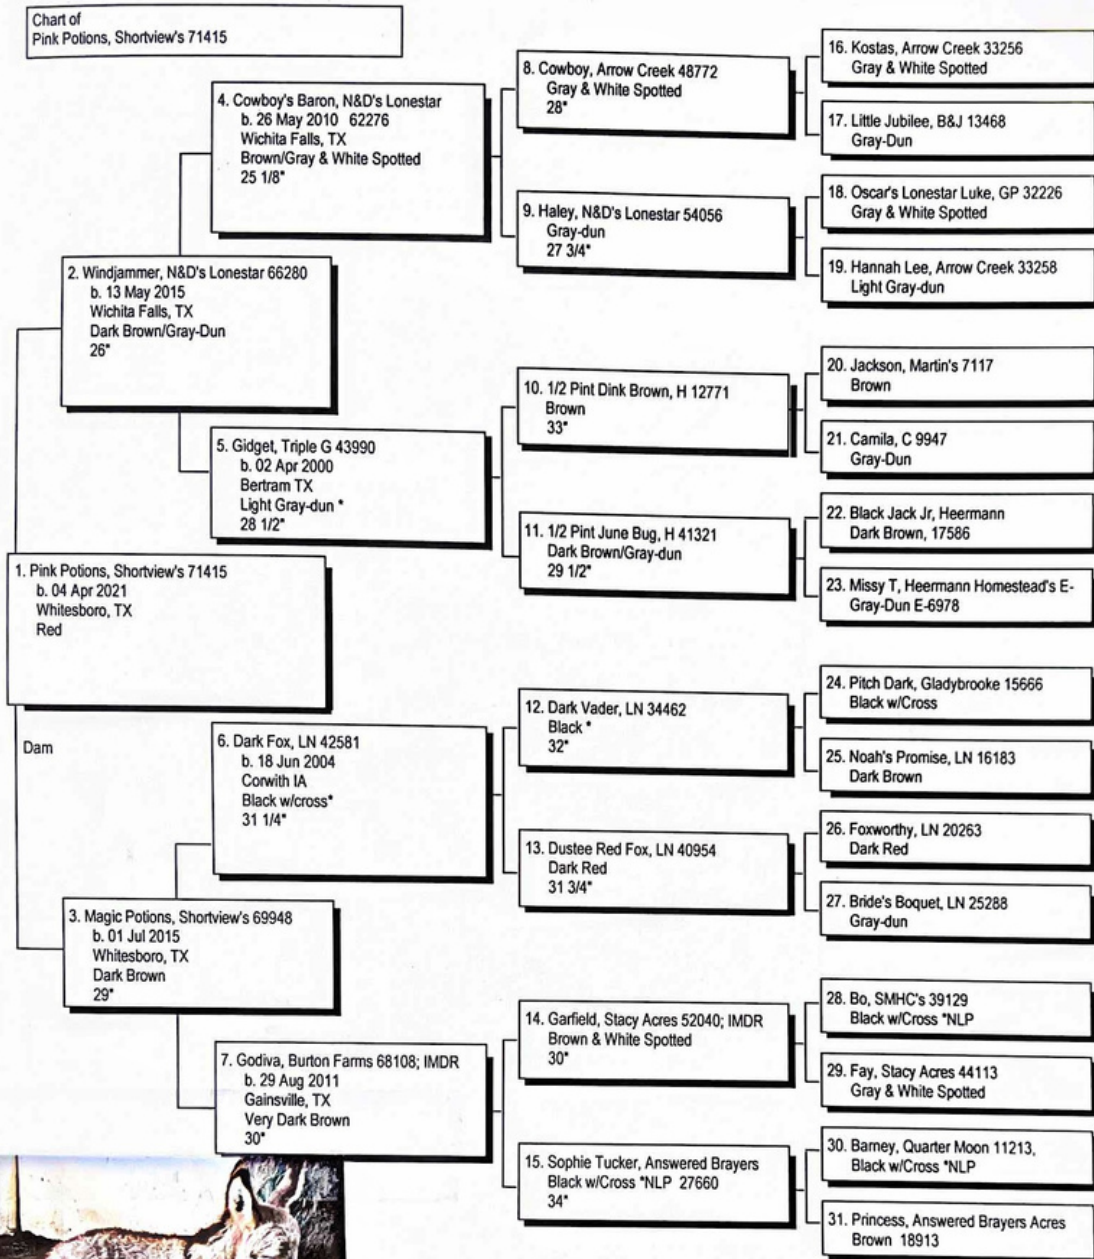 Chart of
Pink Potions, Shortview's 71415
1. Pink Potions, Shortview's 71415
b. 04 Apr 2021
Whitesboro, TX
Red
Dam
2. Windjammer, N&D's Lonestar 66280
b. 13 May 2015
Wichita Falls, TX
Dark Brown/Gray-Dun
26"
3. Magic Potions, Shortview's 69948
b. 01 Jul 2015
Whitesboro, TX
Dark Brown
29"
4. Cowboy's Baron, N&D's Lonestar
b. 26 May 2010 62276
Wichita Falls, TX
Brown/Gray & White Spotted
25 1/8"
5. Gidget, Triple G 43990
b. 02 Apr 2000
Bertram TX
Light Gray-dun *
28 1/2"
6. Dark Fox, LN 42581
b. 18 Jun 2004
Corwith IA
Black w/cross*
31 1/4"
7. Godiva, Burton Farms 68108; IMDR
b. 29 Aug 2011
Gainsville, TX
Very Dark Brown
30"
8. Cowboy, Arrow Creek 48772
Gray & White Spotted
28"
9. Haley, N&D's Lonestar 54056
Gray-dun
27 3/4"
10. 1/2 Pint Dink Brown, H 12771
Brown
33"
11. 1/2 Pint June Bug, H 41321
Dark Brown/Gray-dun
29 1/2"
12. Dark Vader, LN 34462
Black *
32"
13. Dustee Red Fox, LN 40954
Dark Red
31 3/4"
14. Garfield, Stacy Acres 52040; IMDR
Brown & White Spotted
30"
15. Sophie Tucker, Answered Brayers
Black w/Cross *NLP 27660
34"
16. Kostas, Arrow Creek 33256
Gray & White Spotted
17. Little Jubilee, B&J 13468
Gray-Dun
18. Oscar's Lonestar Luke, GP 32226
Gray & White Spotted
19. Hannah Lee, Arrow Creek 33258
Light Gray-dun
20. Jackson, Martin's 7117
Brown
21. Camila, C 9947
Gray-Dun
22. Black Jack Jr, Heermann
Dark Brown, 17586
23. Missy T, Heermann Homestead's E-
Gray-Dun E-6978
24. Pitch Dark, Gladybrooke 15666
Black w/Cross
25. Noah's Promise, LN 16183
Dark Brown
26. Foxworthy, LN 20263
Dark Red
27. Bride's Boquet, LN 25288
Gray-dun
28. Bo, SMHC's 39129
Black w/Cross *NLP
29. Fay, Stacy Acres 44113
Gray & White Spotted
30. Barney, Quarter Moon 11213,
Black w/Cross *NLP
31. Princess, Answered Brayers Acres
Brown 18913